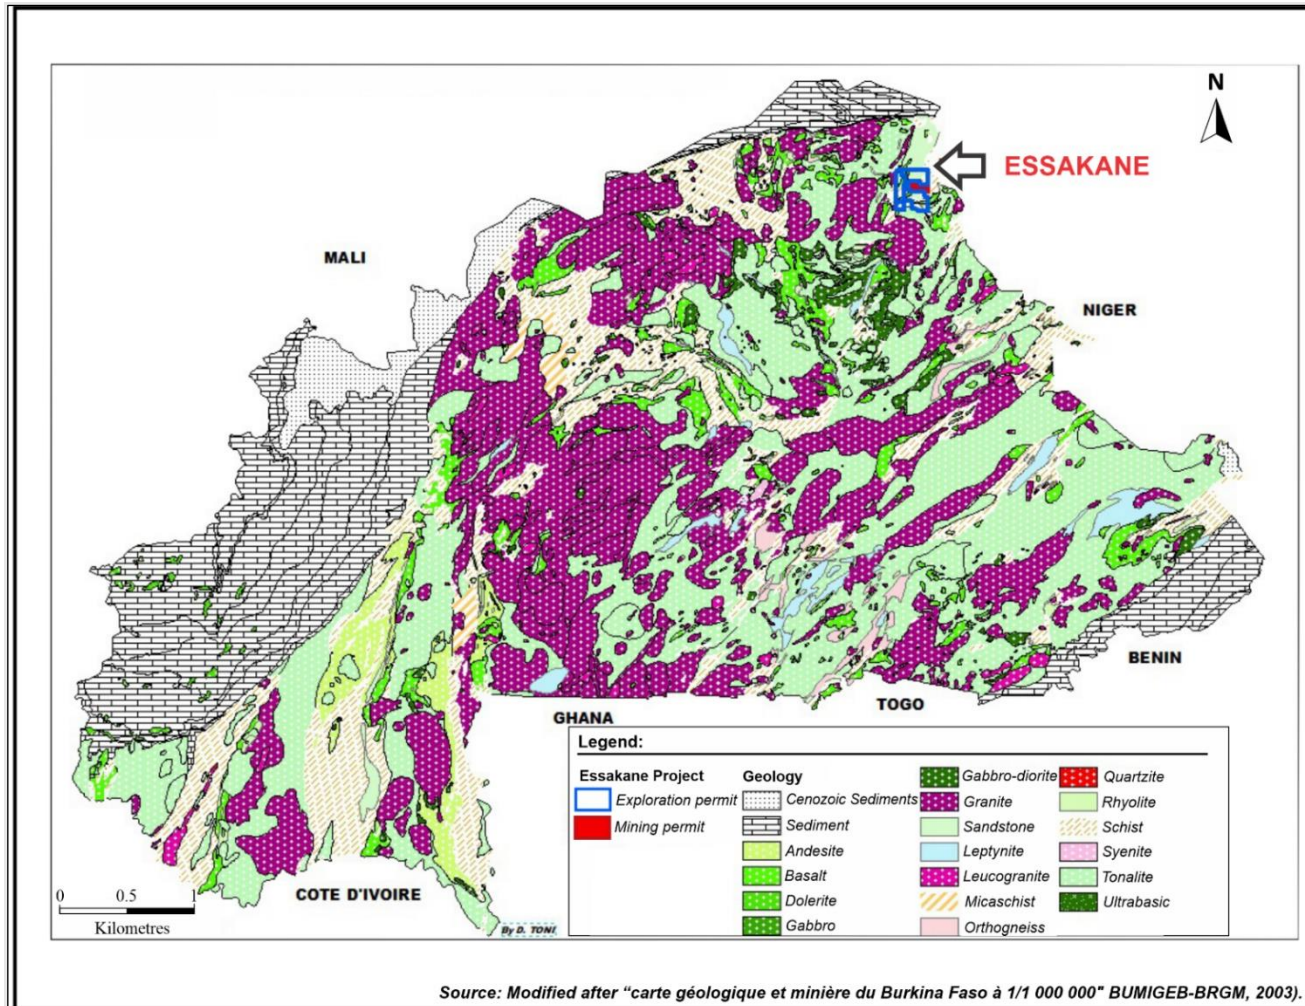 N
ESSAKANE
MALI
NIGER
BENIN
TOGO
GHANA
COTE D'IVOIRE
0 0.5 1
Kilometres
By D. TONI
Legend:
Essakane Project
Exploration permit
Mining permit
Geology
Cenozoic Sediments
Sediment
Andesite
Basalt
Dolerite
Gabbro
Gabbro-diorite
Granite
Sandstone
Leptynite
Leucogranite
Micaschist
Orthogneiss
Quartzite
Rhyolite
Schist
Syenite
Tonalite
Ultrabasic
Source: Modified after “carte géologique et minière du Burkina Faso à 1/1 000 000" BUMIGEB-BRGM, 2003).